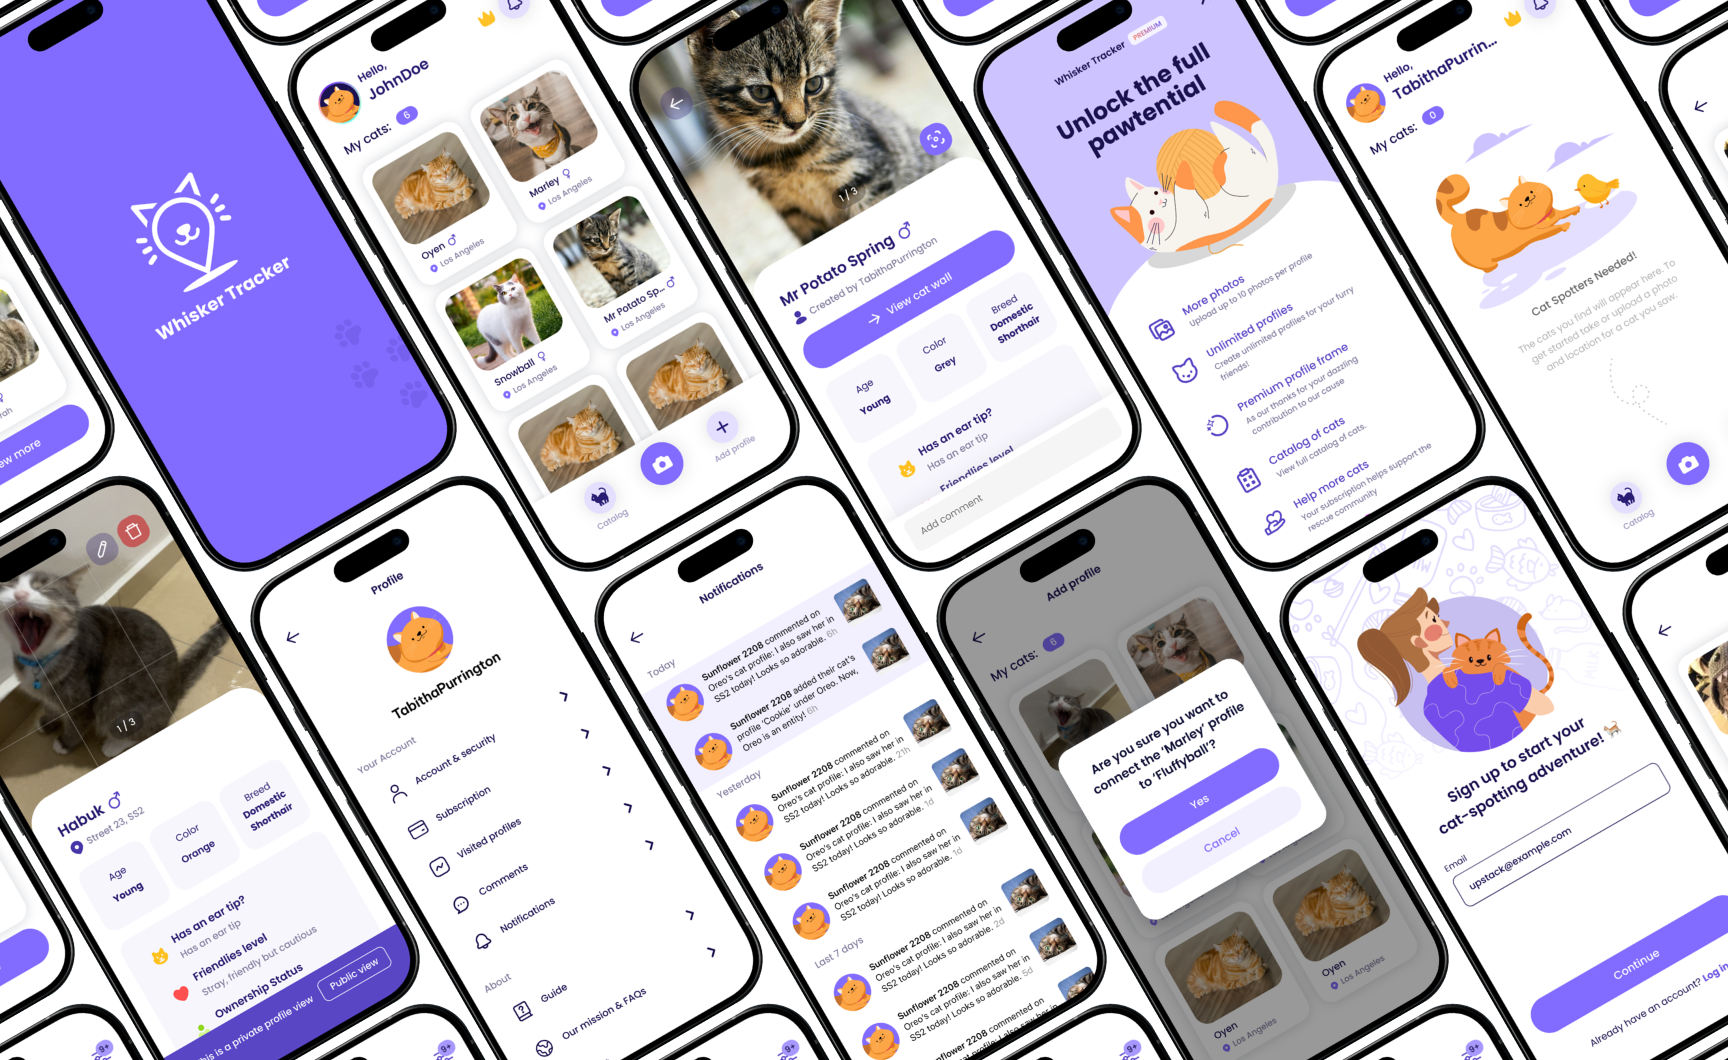 Whisker Tracker
Hello,
JohnDoe
My cats:
6
Oyen
Los Angeles
Marley
Los Angeles
Snowball
Los Angeles
Mr Potato Sp...
Los Angeles
Catalog
Add profile
1 / 3
Mr Potato Spring
Created by TabithaPurrington
View cat wall
Age
Young
Color
Grey
Breed
Domestic
Shorthair
Has an ear tip?
Has an ear tip
Friendlies level
Add comment
Whisker Tracker
PREMIUM
Unlock the full
pawtential
More photos
Upload up to 10 photos per profile
Unlimited profiles
Create unlimited profiles for your furry
friends!
Premium profile frame
As our thanks for your dazzling
contribution to our cause
Catalog of cats
View full catalog of cats.
Help more cats
Your subscription helps support the
rescue community
Hello,
TabithaPurrin...
My cats:
0
Cat Spotters Needed!
The cats you find will appear here. To
get started take or upload a photo
and location for a cat you saw.
Catalog
1 / 3
Habuk
Street 23, SS2
Age
Young
Color
Orange
Breed
Domestic
Shorthair
Has an ear tip?
Has an ear tip
Friendlies level
Stray, friendly but cautious
Ownership Status
This is a private profile view
Public view
Profile
TabithaPurrington
Your Account
Account & security
Subscription
Visited profiles
Comments
Notifications
About
Guide
Our mission & FAQs
Notifications
Today
Sunflower 2208 commented on
Oreo's cat profile: I also saw her in
SS2 today! Looks so adorable. 6h
Sunflower 2208 added their cat's
profile 'Cookie' under Oreo. Now,
Oreo is an entity! 6h
Yesterday
Sunflower 2208 commented on
Oreo's cat profile: I also saw her in
SS2 today! Looks so adorable. 21h
Sunflower 2208 commented on
Oreo's cat profile: I also saw her in
SS2 today! Looks so adorable. 1d
Sunflower 2208 commented on
Oreo's cat profile: I also saw her in
SS2 today! Looks so adorable. 1d
Last 7 days
Sunflower 2208 commented on
Oreo's cat profile: I also saw her in
SS2 today! Looks so adorable. 2d
Sunflower 2208 commented on
Oreo's cat profile: I also saw her in
SS2 today! Looks so adorable. 5d
Sunflower 2208 commented on
Oreo's cat profile: I also saw her in
SS2 today! Looks so adorable.
Add profile
My cats:
6
Are you sure you want to
connect the 'Marley' profile
to 'Fluffyball'?
Yes
Cancel
Oyen
Los Angeles
Oyen
Los Angeles
Sign up to start your
cat-spotting adventure!
Email
upstack@example.com
Continue
Already have an account? Log in
9+
9+
9+
9+